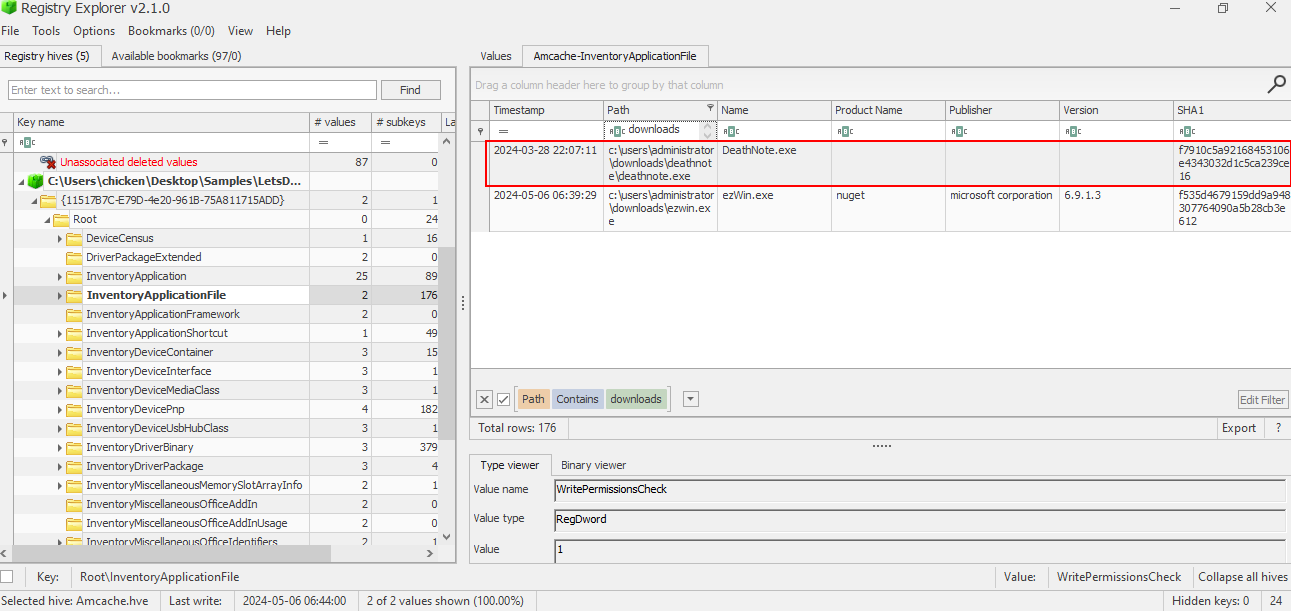 Registry Explorer v2.1.0
File Tools Options Bookmarks (0/0) View Help
Registry hives (5) Available bookmarks (97/0)
Enter text to search... Find
Key name # values # subkeys La
= =
Unassociated deleted values 87 0
C:\Users\chicken\Desktop\Samples\LetsD...
{11517B7C-E79D-4e20-961B-75A811715ADD} 2 1
Root 0 24
DeviceCensus 1 16
DriverPackageExtended 2 0
InventoryApplication 25 89
InventoryApplicationFile 2 176
InventoryApplicationFramework 2 0
InventoryApplicationShortcut 1 49
InventoryDeviceContainer 3 15
InventoryDeviceInterface 3 1
InventoryDeviceMediaClass 3 1
InventoryDevicePnp 4 182
InventoryDeviceUsbHubClass 3 1
InventoryDriverBinary 3 379
InventoryDriverPackage 3 4
InventoryMiscellaneousMemorySlotArrayInfo 2 1
InventoryMiscellaneousOfficeAddIn 2 0
InventoryMiscellaneousOfficeAddInUsage 2 0
InventoryMiscellaneousOfficeIdentifiers 2 1
Values Amcache-InventoryApplicationFile
Drag a column header here to group by that column
Timestamp Path Name Product Name Publisher Version SHA1
= downloads
2024-03-28 22:07:11 c:\users\administrator DeathNote.exe f7910c5a92168453106
\downloads\deathnot e4343032d1c5ca239ce
e\deathnote.exe 16
2024-05-06 06:39:29 c:\users\administrator ezWin.exe nuget microsoft corporation 6.9.1.3 f535d4679159dd9a948
\downloads\ezwin.ex 307764090a5b28cb3e
e 612
Path Contains downloads Edit Filter
Total rows: 176 Export ?
Type viewer Binary viewer
Value name WritePermissionsCheck
Value type RegDword
Value 1
Key: Root\InventoryApplicationFile Value: WritePermissionsCheck Collapse all hives
Selected hive: Amcache.hve Last write: 2024-05-06 06:44:00 2 of 2 values shown (100.00%) Hidden keys: 0 24